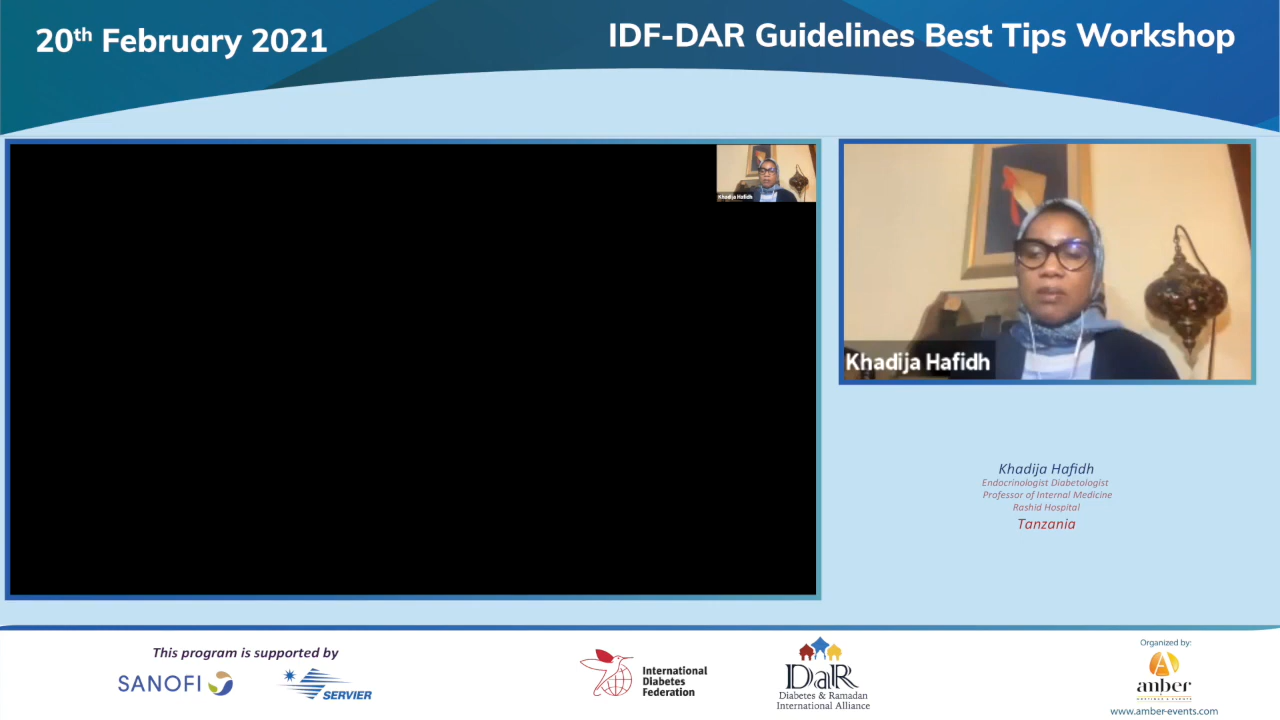 20th February 2021
IDF-DAR Guidelines Best Tips Workshop
Khadija Hafidh
Khadija Hafidh
Khadija Hafidh
Endocrinologist Diabetologist
Professor of Internal Medicine
Rashid Hospital
Tanzania
This program is supported by
SANOFI
SERVIER
International
Diabetes
Federation
DaR
Diabetes & Ramadan
International Alliance
Organized by:
anber
www.amber-events.com